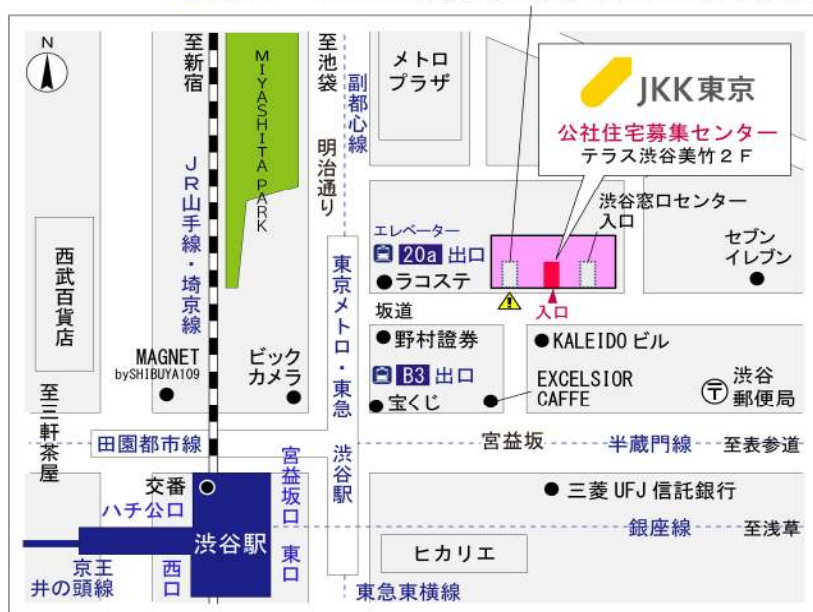 N
至新宿
MIYASHITA PARK
至池袋
明治通り
副都心線
メトロ
プラザ
JKK東京
公社住宅募集センター
テラス渋谷美竹2F
JR山手線・埼京線
西武百貨店
エレベーター
20a 出口
ラコステ
渋谷窓口センター
入口
セブン
イレブン
東京メトロ・東急 渋谷駅
坂道
入口
野村證券
KALEIDO ビル
MAGNET
bySHIBUYA109
ビック
カメラ
B3 出口
宝くじ
EXCELSIOR
CAFFE
〒
渋谷
郵便局
至三軒茶屋
田園都市線
宮益坂
半蔵門線
至表参道
交番
ハチ公口
宮益坂口
三菱 UFJ 信託銀行
渋谷駅
銀座線
至浅草
京王
井の頭線
西口
東口
ヒカリエ
東急東横線